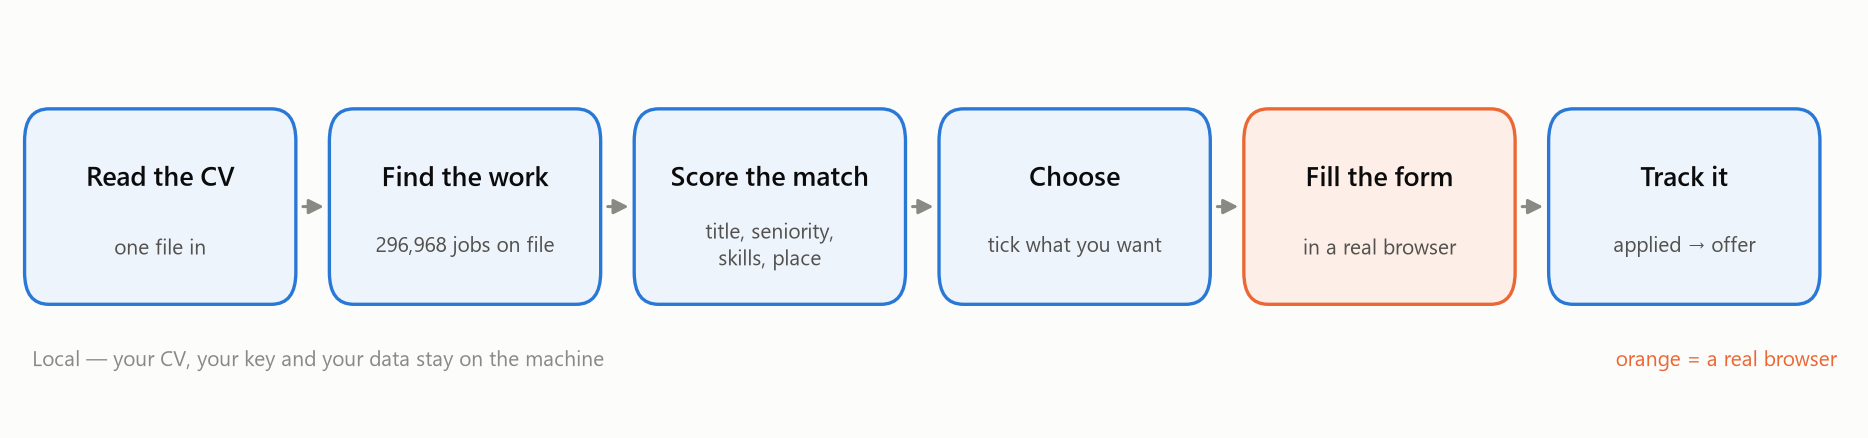 Read the CV
one file in
Find the work
296,968 jobs on file
Score the match
title, seniority,
skills, place
Choose
tick what you want
Fill the form
in a real browser
Track it
applied → offer
Local — your CV, your key and your data stay on the machine
orange = a real browser